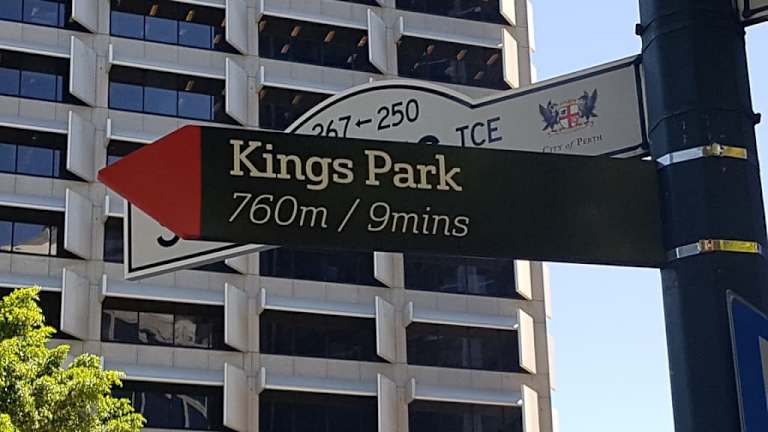 267←250
TCE
CITY of PERTH
Kings Park
760m / 9mins